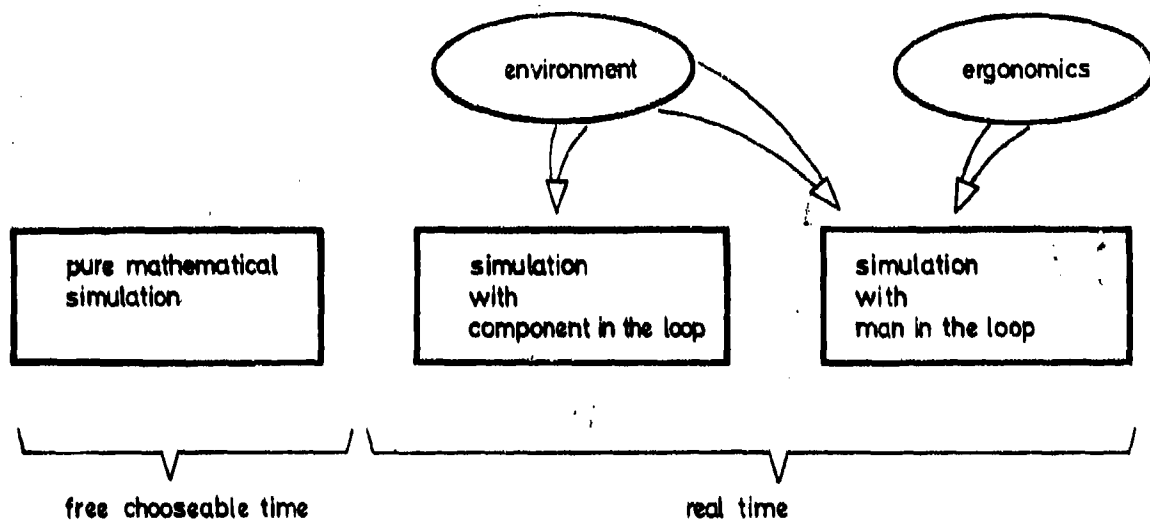 environment
ergonomics
pure mathematical
simulation
simulation
with
component in the loop
simulation
with
man in the loop
free chooseable time
real time